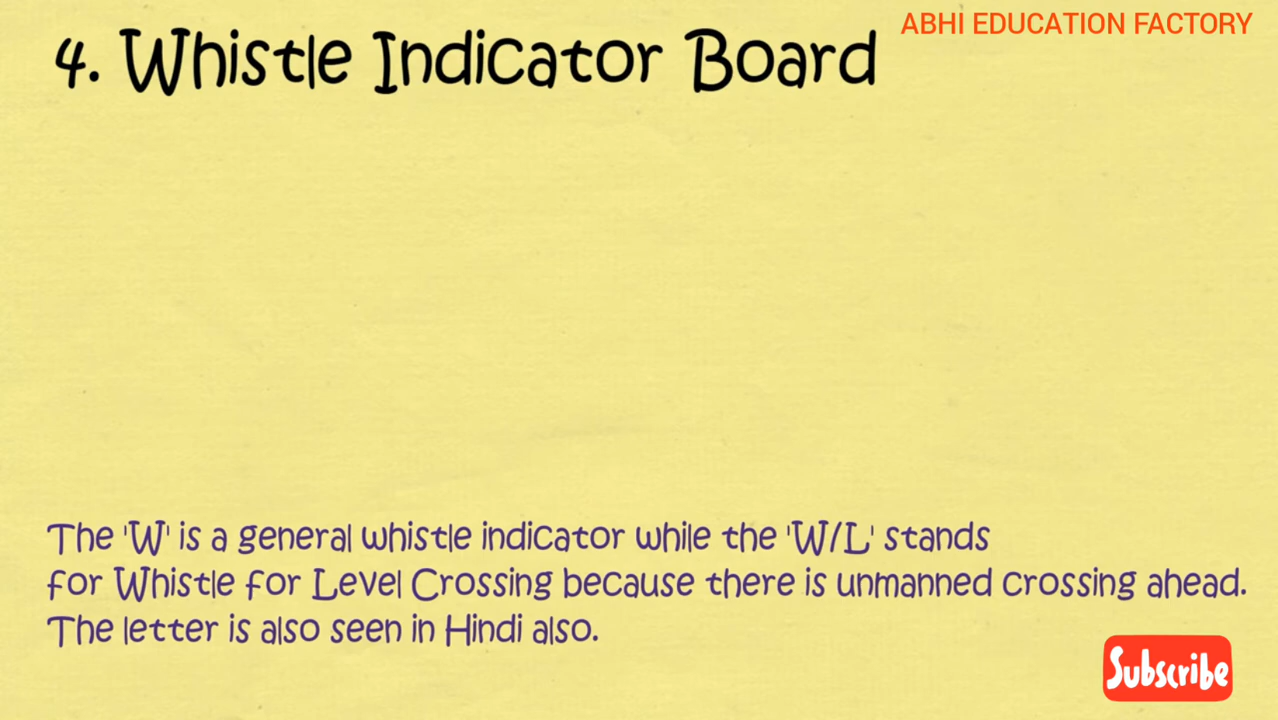 ABHI EDUCATION FACTORY
4. Whistle Indicator Board
The 'W' is a general whistle indicator while the 'W/L' stands
for Whistle for Level Crossing because there is unmanned crossing ahead.
The letter is also seen in Hindi also.
Subscribe